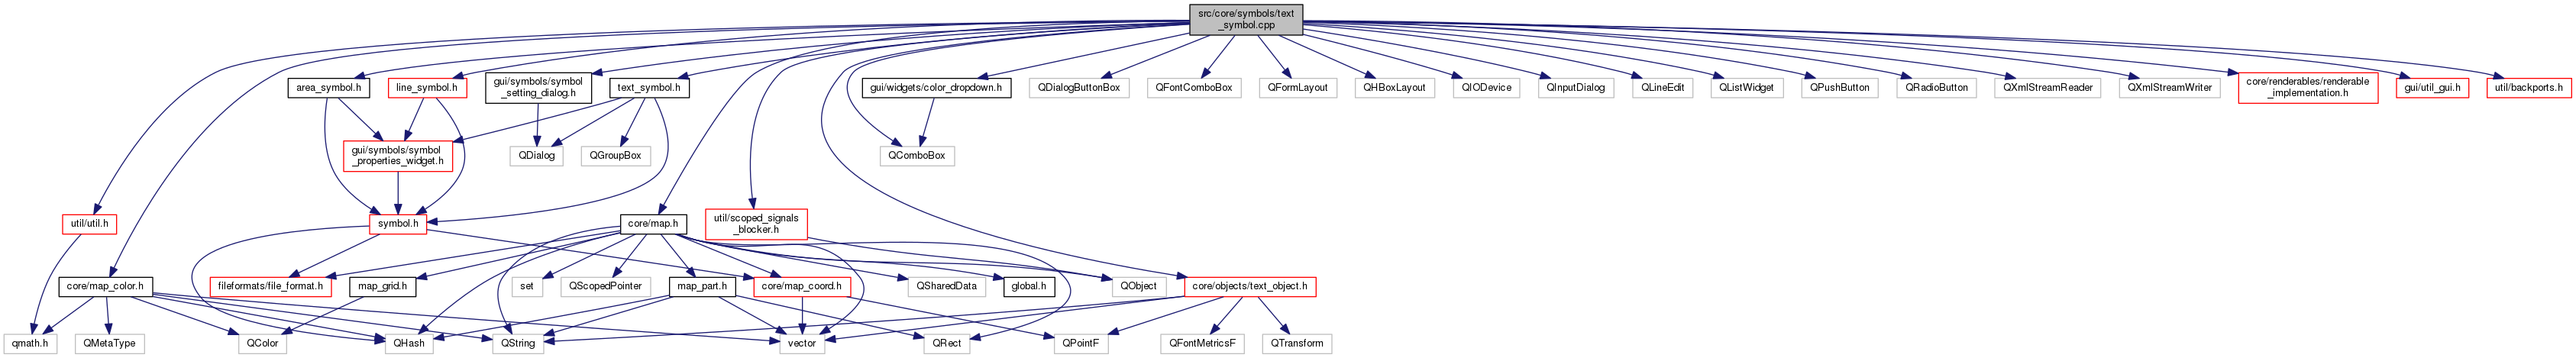 src/core/symbols/text
_symbol.cpp
area_symbol.h
line_symbol.h
gui/symbols/symbol
_setting_dialog.h
text_symbol.h
gui/widgets/color_dropdown.h
QDialogButtonBox
QFontComboBox
QFormLayout
QHBoxLayout
QIODevice
QInputDialog
QLineEdit
QListWidget
QPushButton
QRadioButton
QXmlStreamReader
QXmlStreamWriter
core/renderables/renderable
_implementation.h
gui/util_gui.h
util/backports.h
gui/symbols/symbol
_properties_widget.h
QDialog
QGroupBox
QComboBox
util/util.h
symbol.h
core/map.h
util/scoped_signals
_blocker.h
core/map_color.h
fileformats/file_format.h
map_grid.h
set
QScopedPointer
map_part.h
core/map_coord.h
QSharedData
global.h
QObject
core/objects/text_object.h
qmath.h
QMetaType
QColor
QHash
QString
vector
QRect
QPointF
QFontMetricsF
QTransform